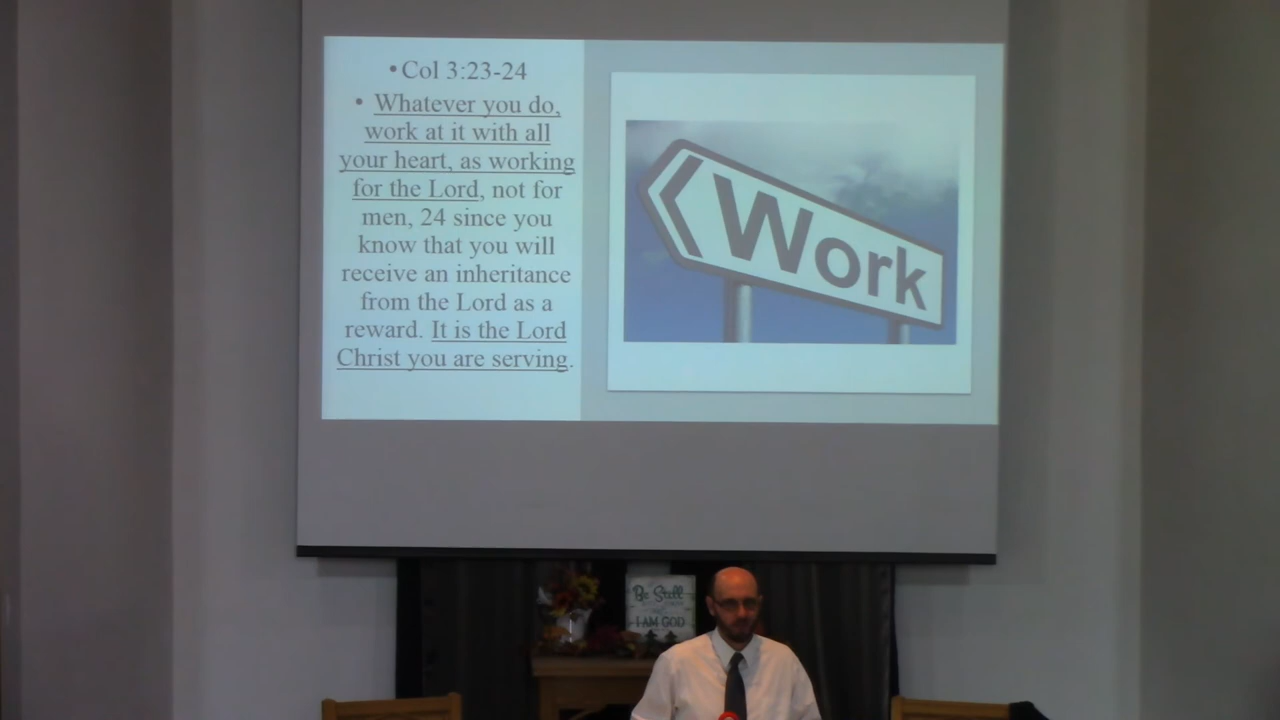 •Col 3:23-24
• Whatever you do,
work at it with all
your heart, as working
for the Lord, not for
men, 24 since you
know that you will
receive an inheritance
from the Lord as a
reward. It is the Lord
Christ you are serving.
Work
Be Still
I AM GOD